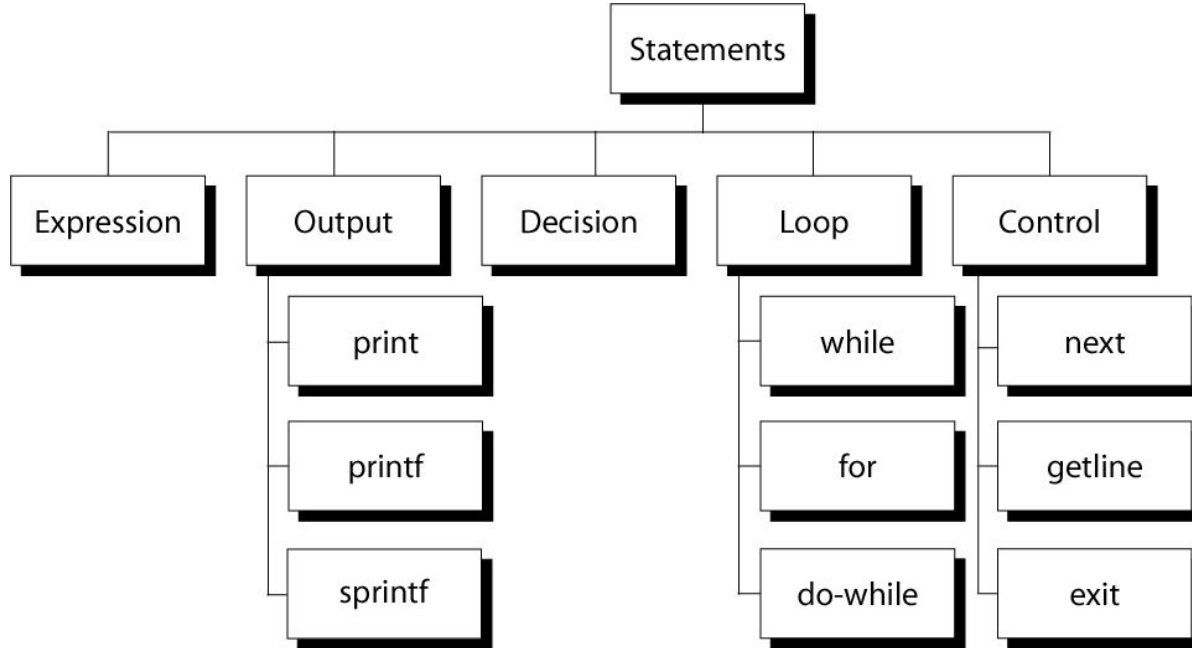 Statements
Expression
Output
Decision
Loop
Control
print
while
next
printf
for
getline
sprintf
do-while
exit